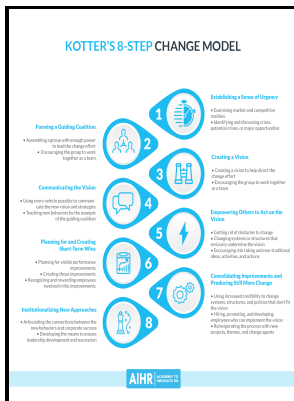 KOTTER'S 8-STEP CHANGE MODEL
1
Establishing a Sense of Urgency
• Examining market and competitive
realities
• Identifying and discussing crises,
potential crises, or major opportunities
Forming a Guiding Coalition
• Assembling a group with enough power
to lead the change effort
• Encouraging the group to work
together as a team
2
3
Creating a Vision
• Creating a vision to help direct the
change effort
• Encouraging the group to work together
as a team
Communicating the Vision
• Using every vehicle possible to communi-
cate the new vision and strategies
• Teaching new behaviors by the example
of the guiding coalition
4
5
Empowering Others to Act on the
Vision
• Getting rid of obstacles to change
• Changing systems or structures that
seriously undermine the vision
• Encouraging risk taking and non-traditional
ideas, activities and actions
Planning for and Creating
Short-Term Wins
• Planning for visible performance
improvements
• Creating those improvements
• Recognizing and rewarding employees
involved in the improvements
6
7
Consolidating Improvements and
Producing Still More Change
• Using increased credibility to change
systems, structures, and policies that don't fit
the vision
• Hiring, promoting, and developing
employees who can implement the vision
• Reinvigorating the process with new
projects, themes, and change agents
Institutionalizing New Approaches
• Articulating the connections between the
new behaviors and corporate success
• Developing the means to ensure
leadership development and succession
8
AIHR
ACADEMY TO
INNOVATE HR